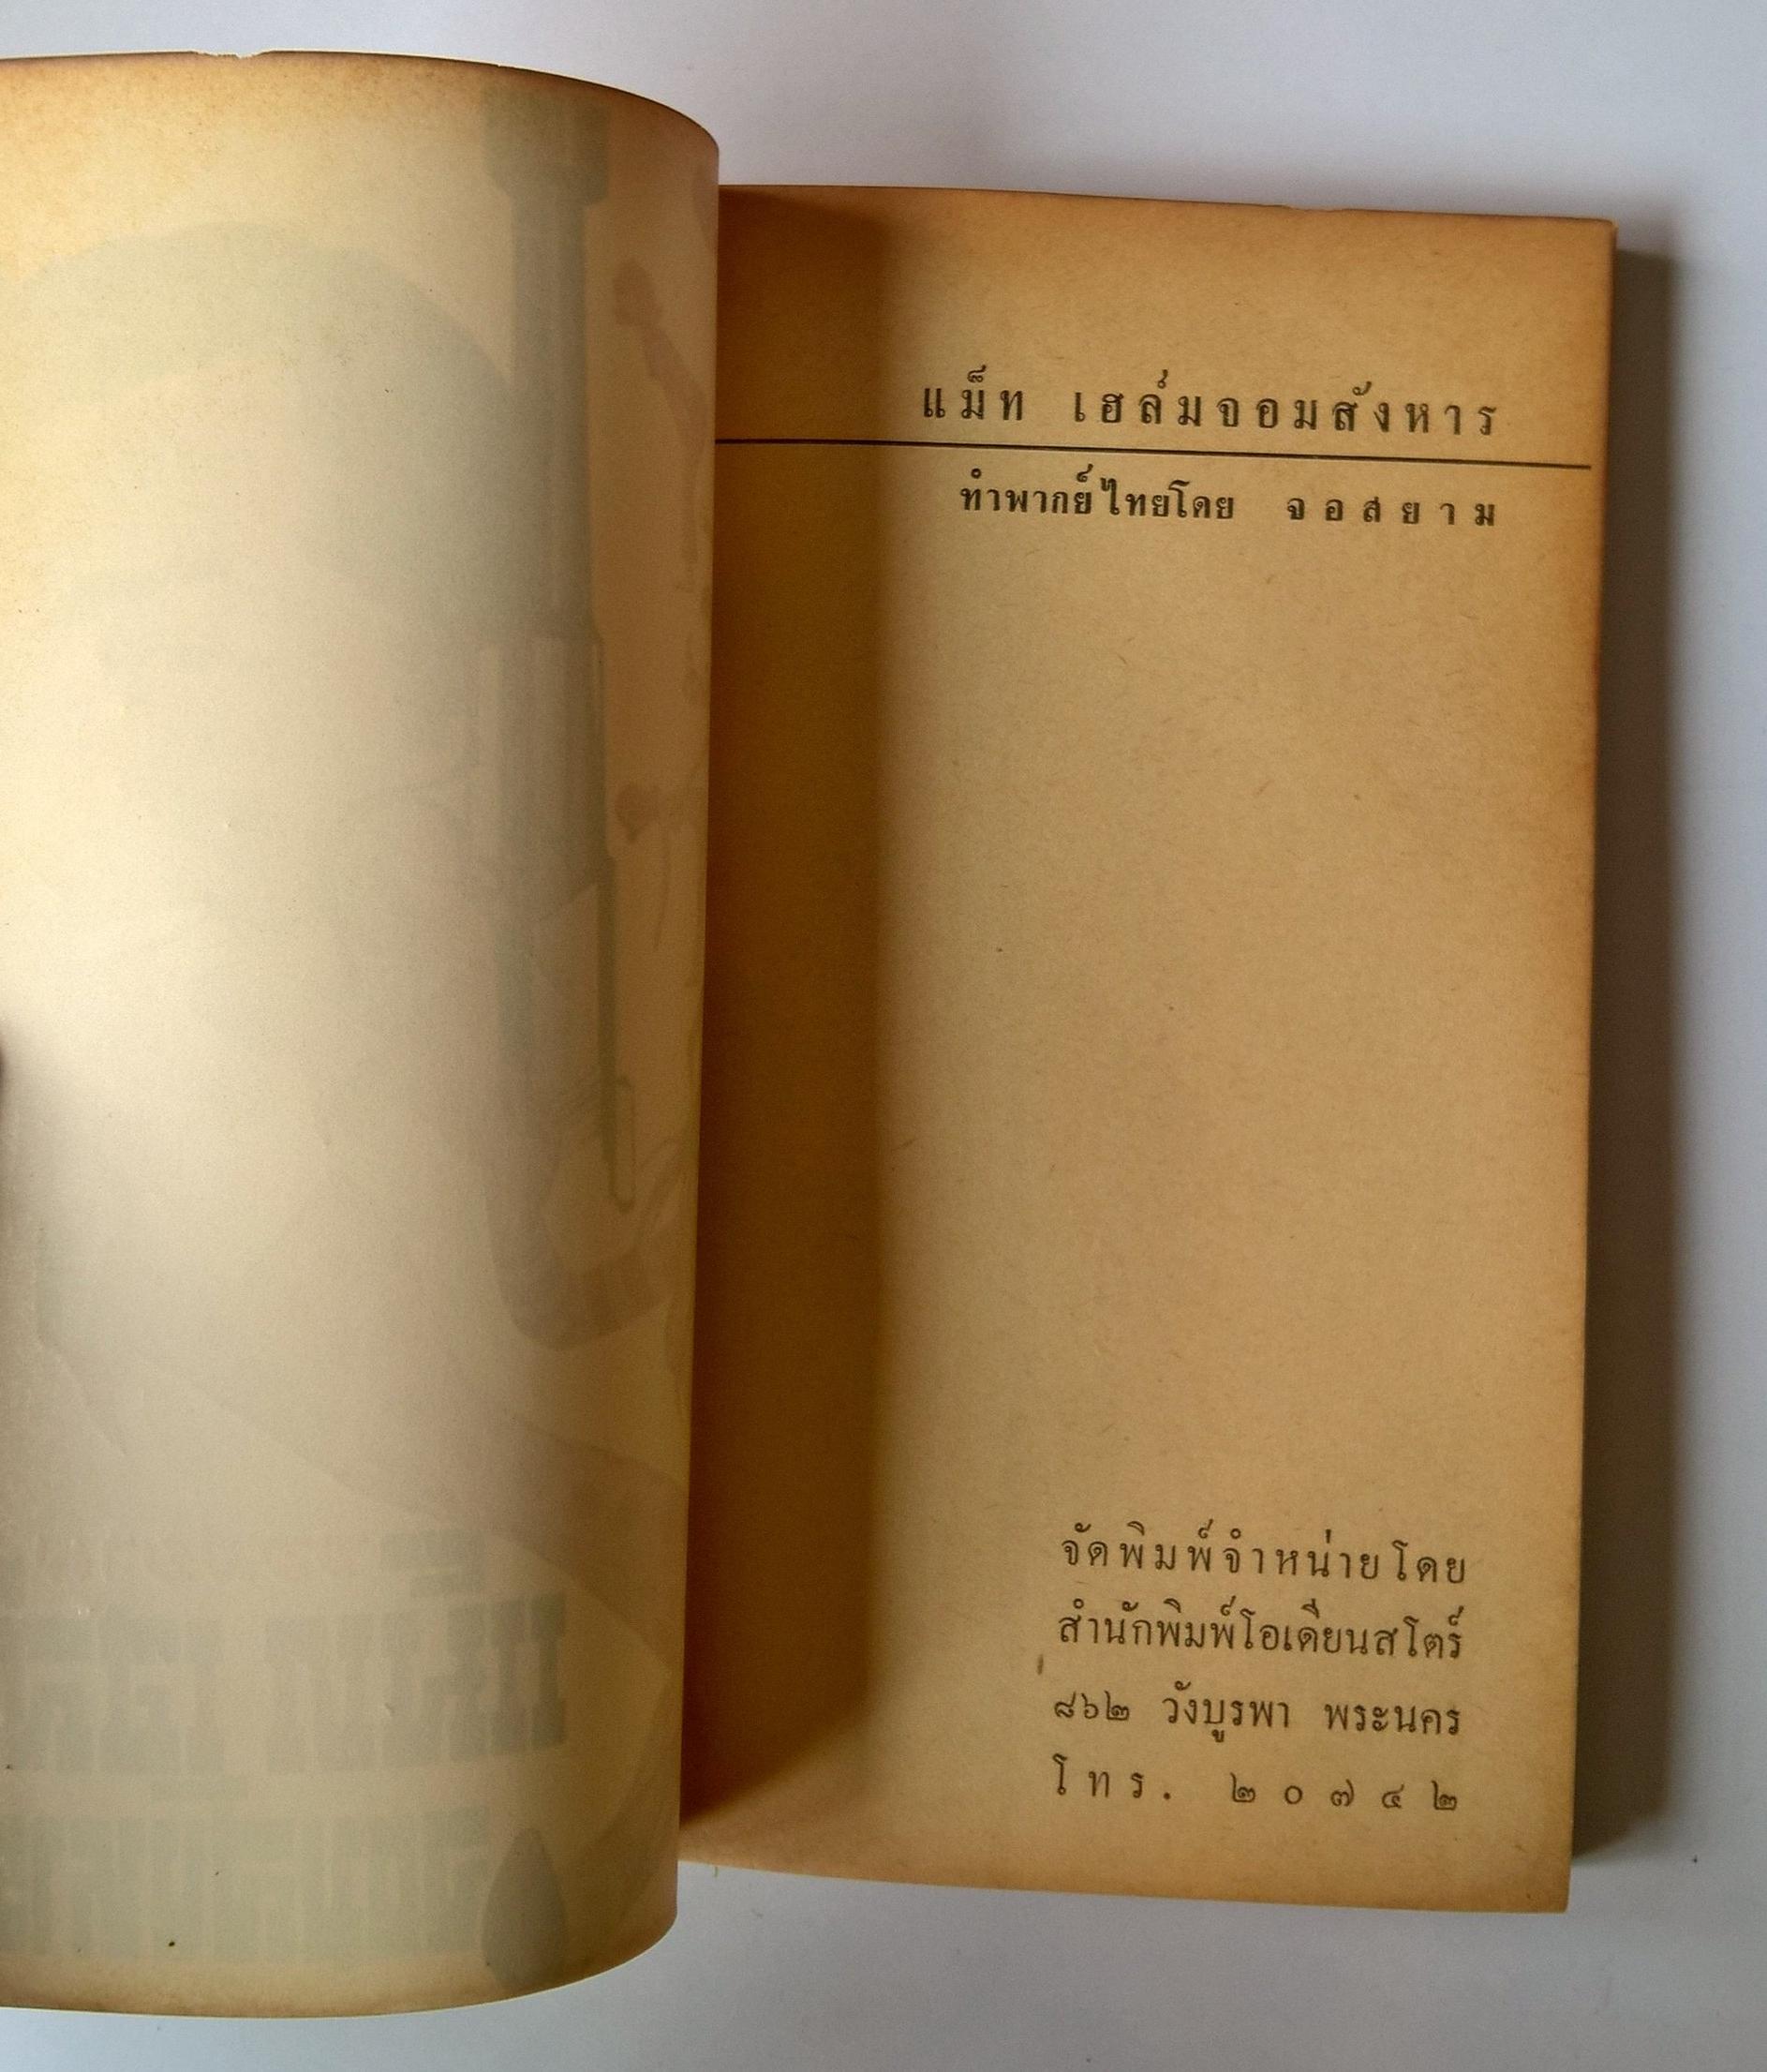 แม็ท เฮล์มจอมสังหาร
ทำพากย์ไทยโดย จอสยาม
จัดพิมพ์จำหน่ายโดย
สำนักพิมพ์โอเดียนสโตร์
๘๖๒ วังบูรพา พระนคร
โทร. ๒๐๗๔๒